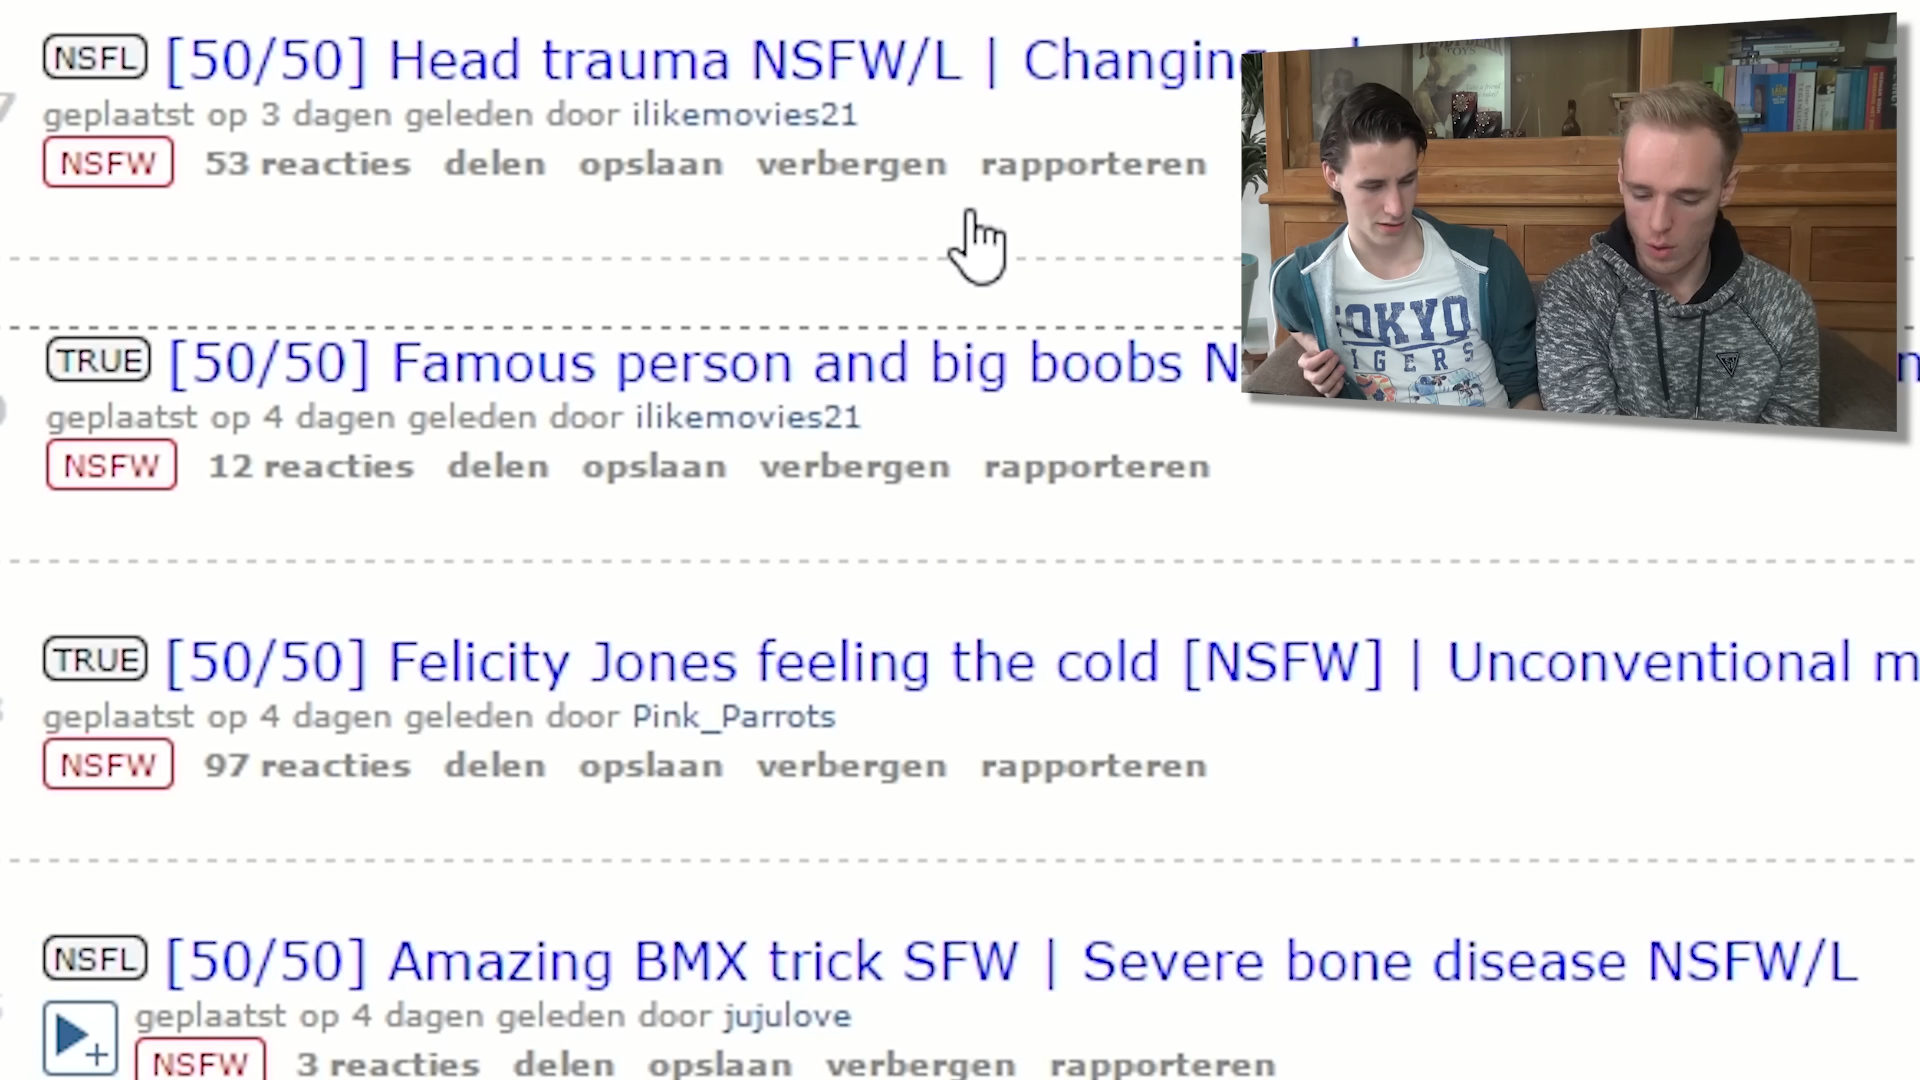 NSFL [50/50] Head trauma NSFW/L | Changing
geplaatst op 3 dagen geleden door ilikemovies21
NSFW 53 reacties delen opslaan verbergen rapporteren
TOYS
TOKYO
TIGERS
TRUE [50/50] Famous person and big boobs N
geplaatst op 4 dagen geleden door ilikemovies21
NSFW 12 reacties delen opslaan verbergen rapporteren
TRUE [50/50] Felicity Jones feeling the cold [NSFW] | Unconventional m
geplaatst op 4 dagen geleden door Pink_Parrots
NSFW 97 reacties delen opslaan verbergen rapporteren
NSFL [50/50] Amazing BMX trick SFW | Severe bone disease NSFW/L
geplaatst op 4 dagen geleden door jujulove
NSFW 3 reacties delen opslaan verbergen rapporteren